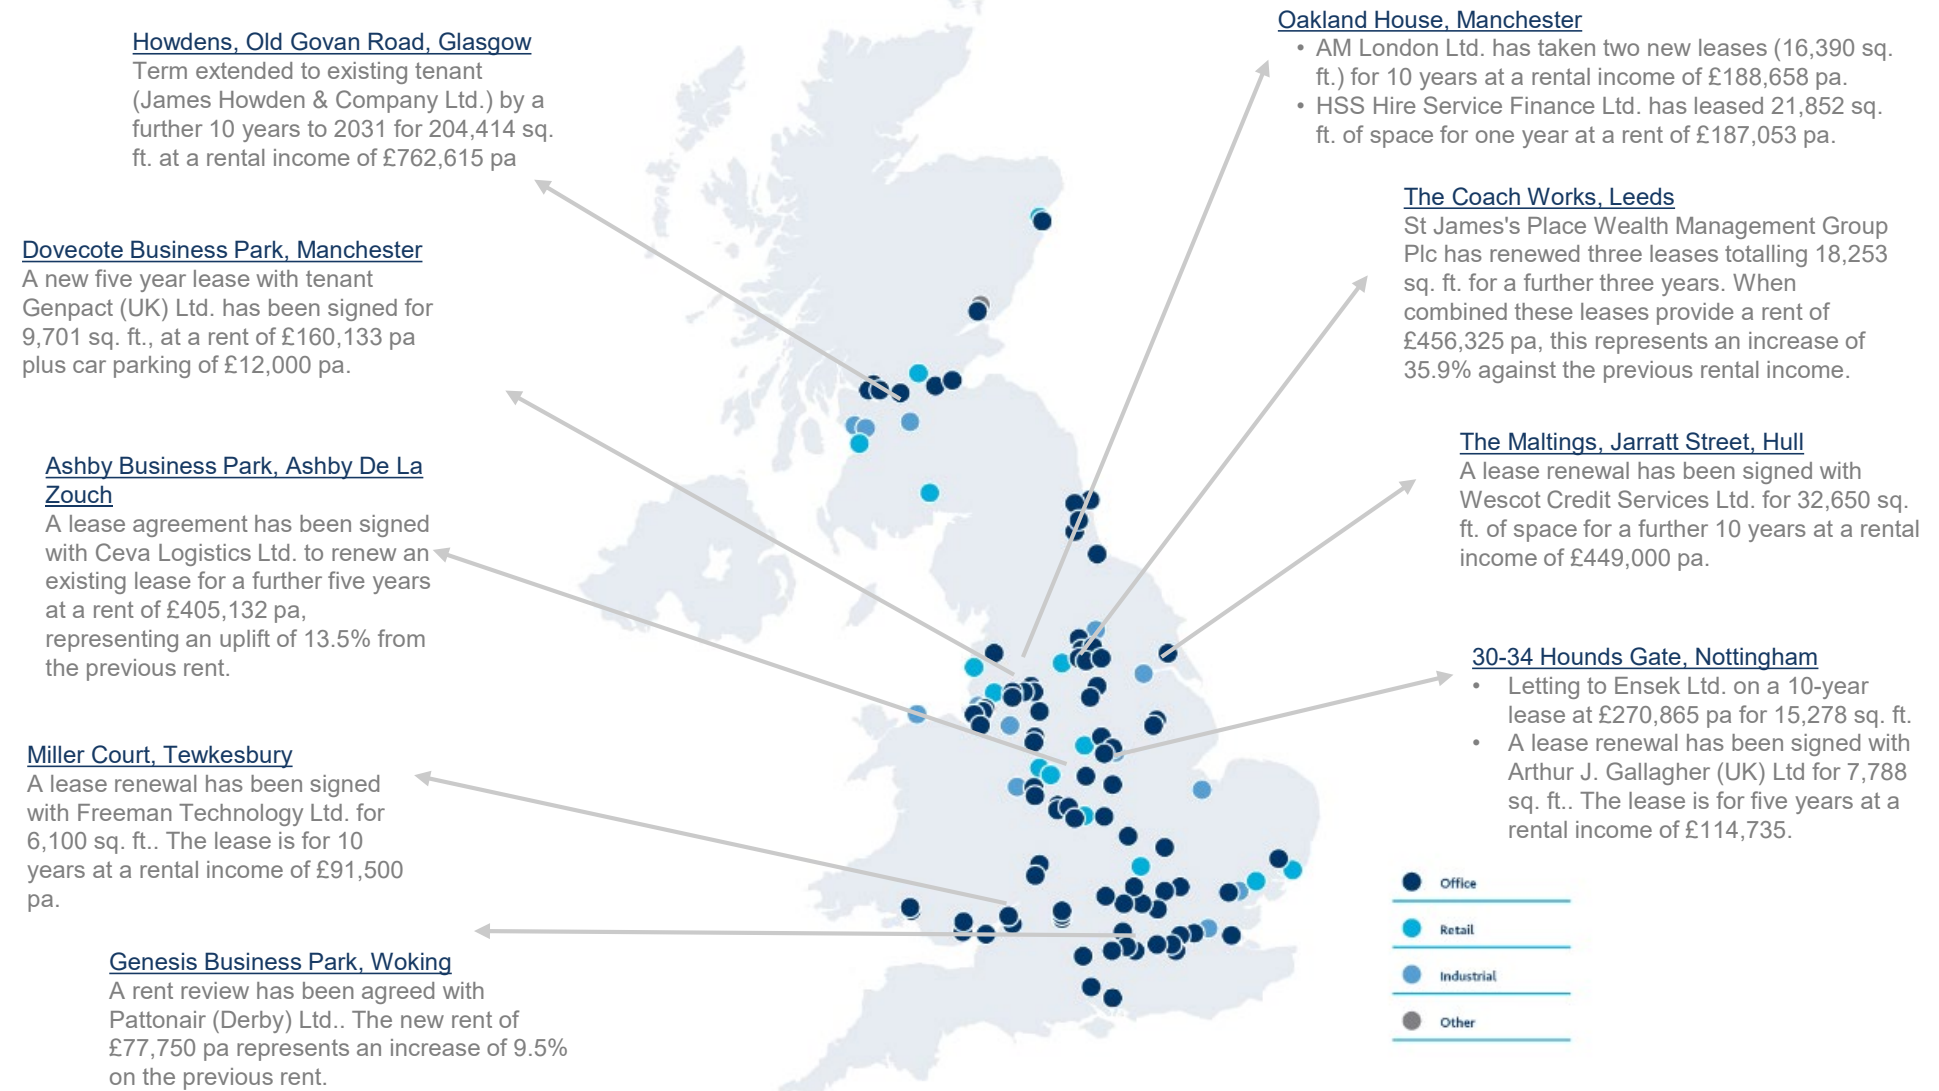 Howdens, Old Govan Road, Glasgow
Term extended to existing tenant
(James Howden & Company Ltd.) by a
further 10 years to 2031 for 204,414 sq.
ft. at a rental income of £762,615 pa
Dovecote Business Park, Manchester
A new five year lease with tenant
Genpact (UK) Ltd. has been signed for
9,701 sq. ft., at a rent of £160,133 pa
plus car parking of £12,000 pa.
Ashby Business Park, Ashby De La
Zouch
A lease agreement has been signed
with Ceva Logistics Ltd. to renew an
existing lease for a further five years
at a rent of £405,132 pa,
representing an uplift of 13.5% from
the previous rent.
Miller Court, Tewkesbury
A lease renewal has been signed
with Freeman Technology Ltd. for
6,100 sq. ft.. The lease is for 10
years at a rental income of £91,500
pa.
Genesis Business Park, Woking
A rent review has been agreed with
Pattonair (Derby) Ltd.. The new rent of
£77,750 pa represents an increase of 9.5%
on the previous rent.
Oakland House, Manchester
• AM London Ltd. has taken two new leases (16,390 sq.
ft.) for 10 years at a rental income of £188,658 pa.
• HSS Hire Service Finance Ltd. has leased 21,852 sq.
ft. of space for one year at a rent of £187,053 pa.
The Coach Works, Leeds
St James's Place Wealth Management Group
Plc has renewed three leases totalling 18,253
sq. ft. for a further three years. When
combined these leases provide a rent of
£456,325 pa, this represents an increase of
35.9% against the previous rental income.
The Maltings, Jarratt Street, Hull
A lease renewal has been signed with
Wescot Credit Services Ltd. for 32,650 sq.
ft. of space for a further 10 years at a rental
income of £449,000 pa.
30-34 Hounds Gate, Nottingham
• Letting to Ensek Ltd. on a 10-year
lease at £270,865 pa for 15,278 sq. ft.
• A lease renewal has been signed with
Arthur J. Gallagher (UK) Ltd for 7,788
sq. ft.. The lease is for five years at a
rental income of £114,735.
Office
Retail
Industrial
Other